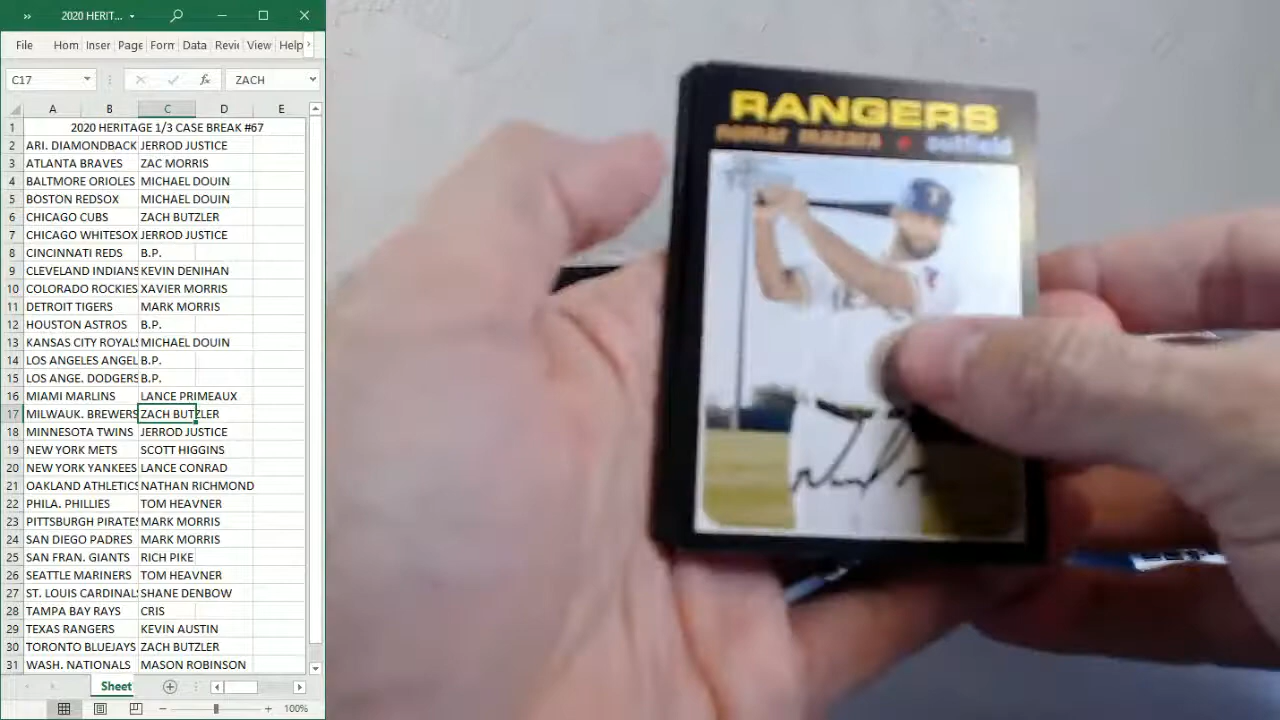 2020 HERIT...
File Hom Inser Page Form Data Revie View Help
C17 fx ZACH
A B C D E
1 2020 HERITAGE 1/3 CASE BREAK #67
2 ARI. DIAMONDBACK JERROD JUSTICE
3 ATLANTA BRAVES ZAC MORRIS
4 BALTMORE ORIOLES MICHAEL DOUIN
5 BOSTON REDSOX MICHAEL DOUIN
6 CHICAGO CUBS ZACH BUTZLER
7 CHICAGO WHITESOX JERROD JUSTICE
8 CINCINNATI REDS B.P.
9 CLEVELAND INDIANS KEVIN DENIHAN
10 COLORADO ROCKIES XAVIER MORRIS
11 DETROIT TIGERS MARK MORRIS
12 HOUSTON ASTROS B.P.
13 KANSAS CITY ROYALS MICHAEL DOUIN
14 LOS ANGELES ANGEL B.P.
15 LOS ANGE. DODGERS B.P.
16 MIAMI MARLINS LANCE PRIMEAUX
17 MILWAUK. BREWERS ZACH BUTZLER
18 MINNESOTA TWINS JERROD JUSTICE
19 NEW YORK METS SCOTT HIGGINS
20 NEW YORK YANKEES LANCE CONRAD
21 OAKLAND ATHLETICS NATHAN RICHMOND
22 PHILA. PHILLIES TOM HEAVNER
23 PITTSBURGH PIRATES MARK MORRIS
24 SAN DIEGO PADRES MARK MORRIS
25 SAN FRAN. GIANTS RICH PIKE
26 SEATTLE MARINERS TOM HEAVNER
27 ST. LOUIS CARDINALS SHANE DENBOW
28 TAMPA BAY RAYS CRIS
29 TEXAS RANGERS KEVIN AUSTIN
30 TORONTO BLUEJAYS ZACH BUTZLER
31 WASH. NATIONALS MASON ROBINSON
Sheet
100%
RANGERS
nomar mazara • outfield